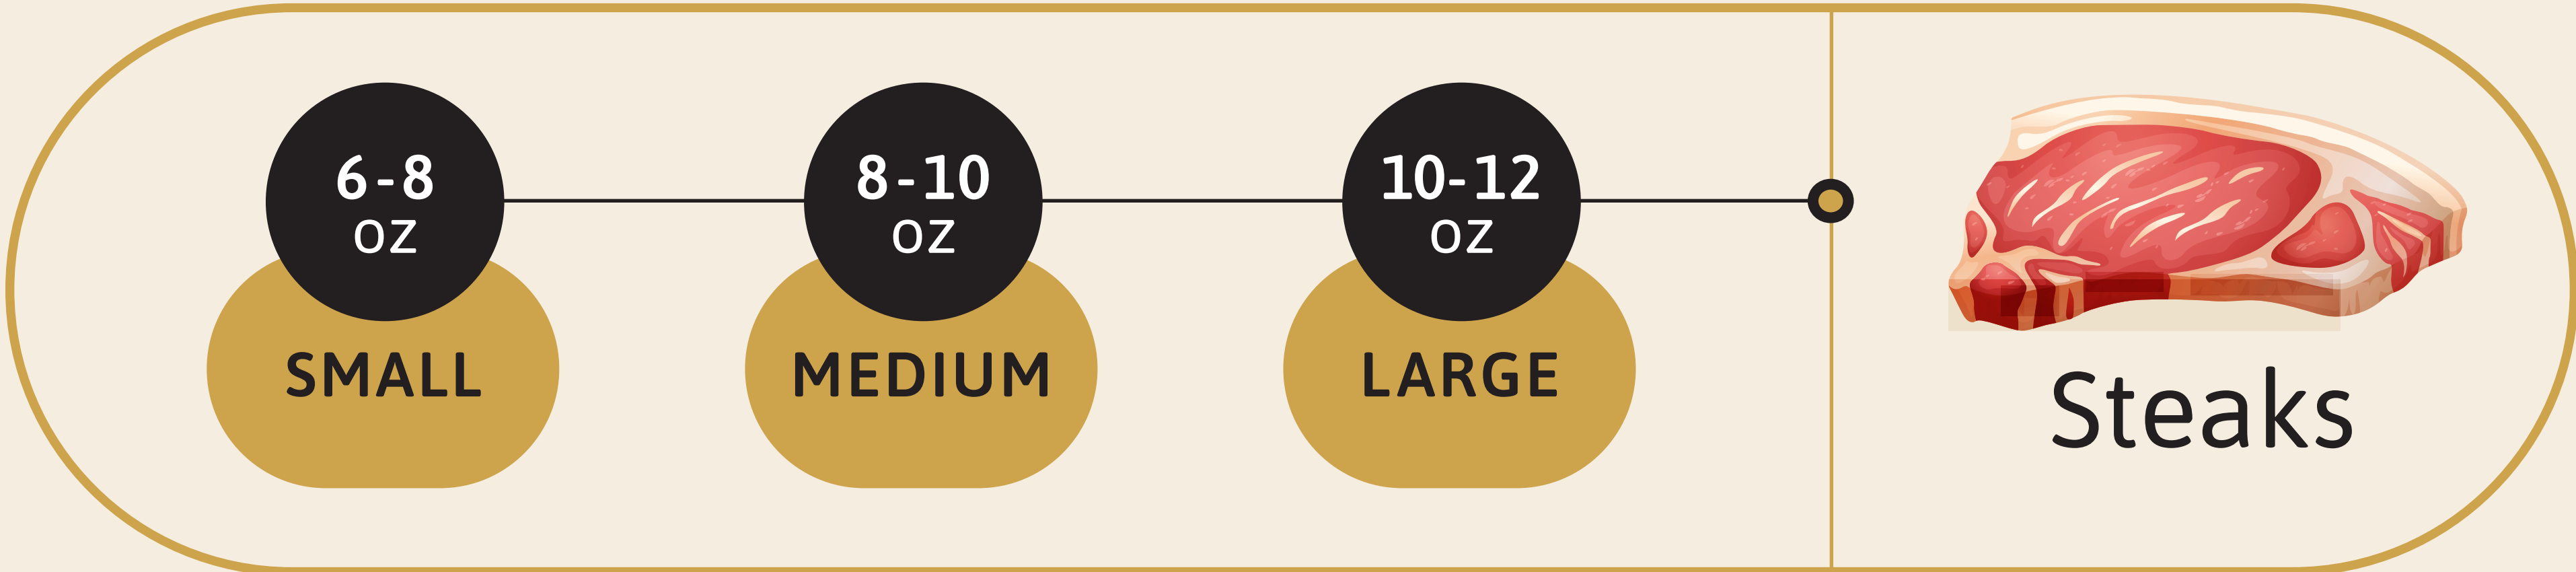 6-8
OZ
SMALL
8-10
OZ
MEDIUM
10-12
OZ
LARGE
Steaks